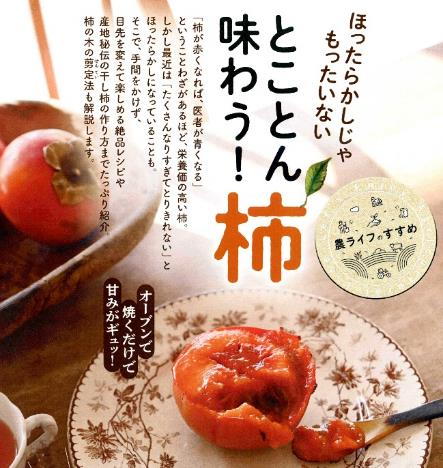 ほったらかしじゃ
もったいない
とことん
味わう!
柿
農ライフのすすめ
「柿が赤くなれば、医者が青くなる」
ということわざがあるほど、栄養価の高い柿。
しかし最近は「たくさんなりすぎてとりきれない」と
ほったらかしになっていることも。
そこで、手間をかけず、
目先を変えて楽しめる絶品レシピや
産地秘伝の干し柿の作り方までたっぷり紹介。
柿の木の剪定法も解説します。
オーブンで
焼くだけで
甘みがギュッ!